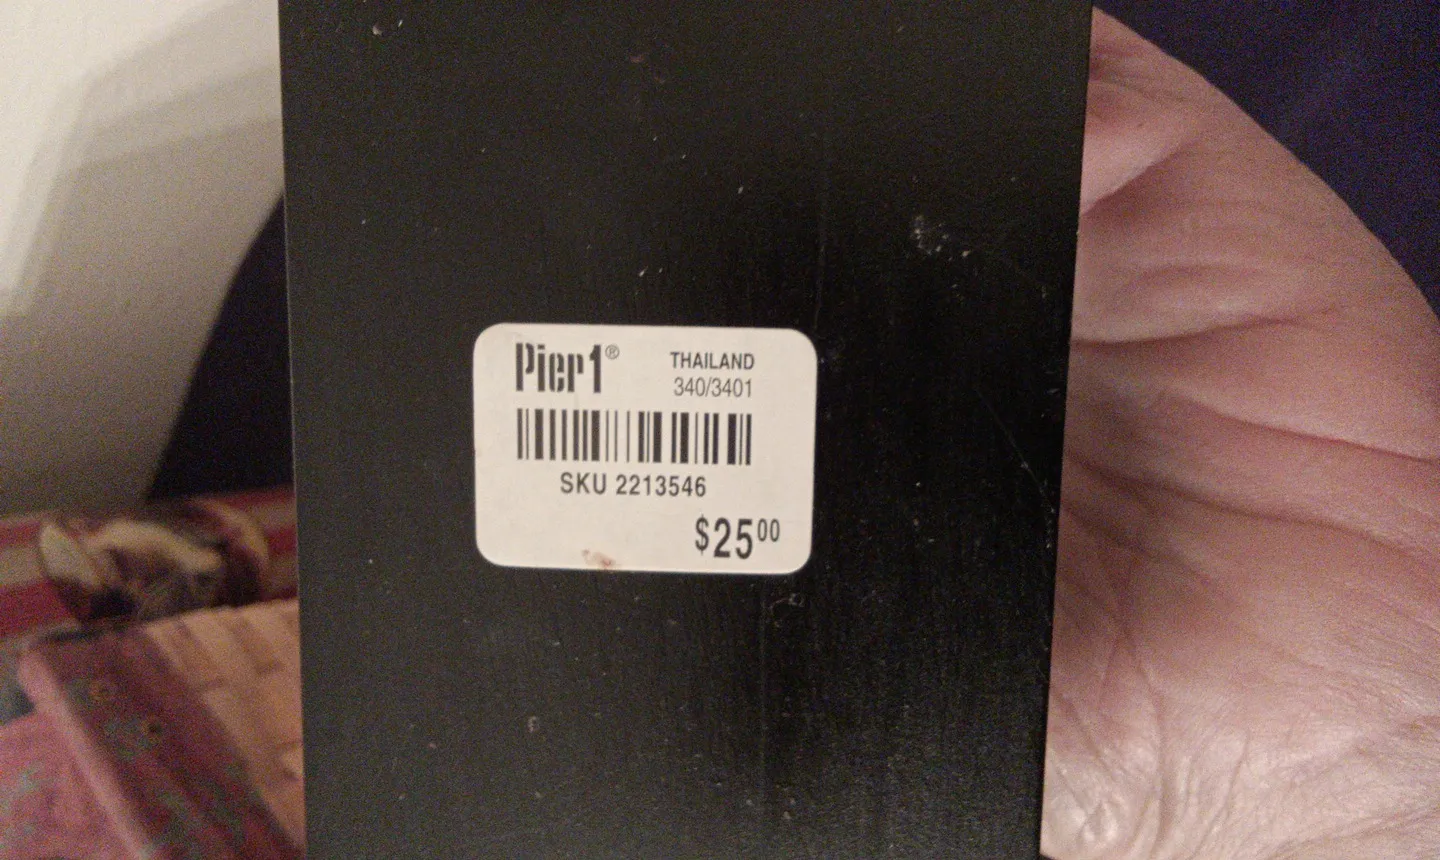 Pier1® THAILAND
340/3401
SKU 2213546
$25⁰⁰